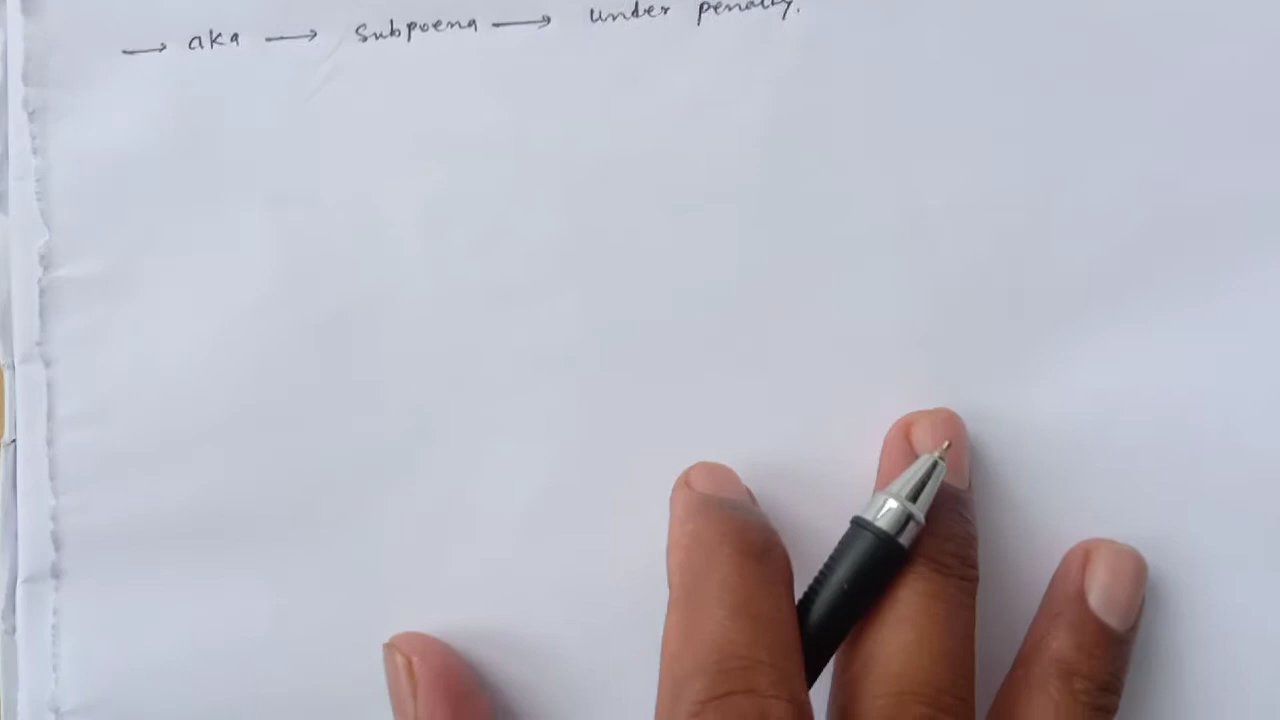 → aka → Subpoena → under penalty.